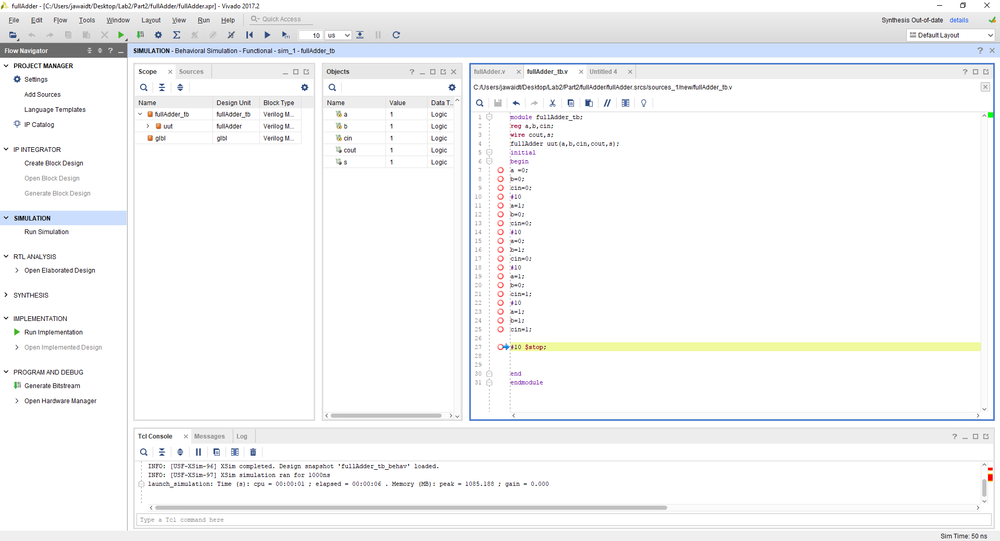 fullAdder - [C:/Users/jawaidt/Desktop/Lab2/Part2/fullAdder/fullAdder.xpr] - Vivado 2017.2
File Edit Flow Tools Window Layout View Run Help Quick Access
Synthesis Out-of-date details
10 us
Default Layout
Flow Navigator
PROJECT MANAGER
Settings
Add Sources
Language Templates
IP Catalog
IP INTEGRATOR
Create Block Design
Open Block Design
Generate Block Design
SIMULATION
Run Simulation
RTL ANALYSIS
Open Elaborated Design
SYNTHESIS
IMPLEMENTATION
Run Implementation
Open Implemented Design
PROGRAM AND DEBUG
Generate Bitstream
Open Hardware Manager
SIMULATION - Behavioral Simulation - Functional - sim_1 - fullAdder_tb
Scope Sources
Name Design Unit Block Type
fullAdder_tb fullAdder_tb Verilog M...
uut fullAdder Verilog M...
glbl glbl Verilog M...
Objects
Name Value Data T..
a 1 Logic
b 1 Logic
cin 1 Logic
cout 1 Logic
s 1 Logic
fullAdder.v fullAdder_tb.v Untitled 4
C:/Users/jawaidt/Desktop/Lab2/Part2/fullAdder/fullAdder.srcs/sources_1/new/fullAdder_tb.v
1 module fullAdder_tb;
2 reg a,b,cin;
3 wire cout,s;
4 fullAdder uut(a,b,cin,cout,s);
5 initial
6 begin
7 a =0;
8 b=0;
9 cin=0;
10 #10
11 a=1;
12 b=0;
13 cin=0;
14 #10
15 a=0;
16 b=1;
17 cin=0;
18 #10
19 a=1;
20 b=0;
21 cin=1;
22 #10
23 a=1;
24 b=1;
25 cin=1;
26
27 #10 $stop;
28
29
30 end
31 endmodule
Tcl Console Messages Log
INFO: [USF-XSim-96] XSim completed. Design snapshot 'fullAdder_tb_behav' loaded.
INFO: [USF-XSim-97] XSim simulation ran for 1000ns
launch_simulation: Time (s): cpu = 00:00:01 ; elapsed = 00:00:06 . Memory (MB): peak = 1085.188 ; gain = 0.000
Type a Tcl command here
Sim Time: 50 ns